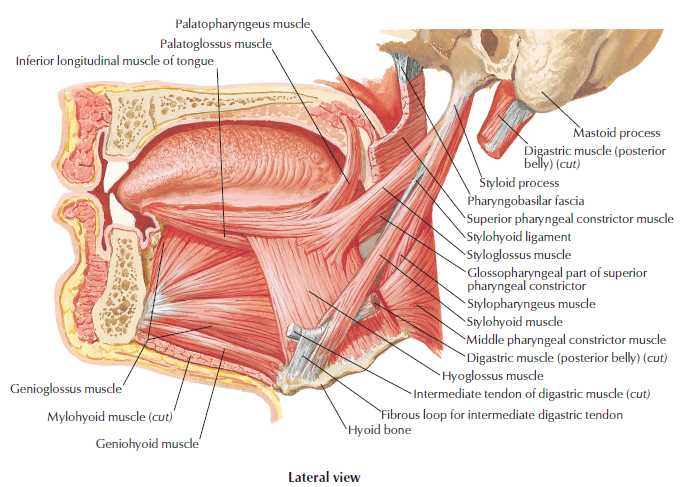 Palatopharyngeus muscle
Palatoglossus muscle
Inferior longitudinal muscle of tongue
Mastoid process
Digastric muscle (posterior
belly) (cut)
Styloid process
Pharyngobasilar fascia
Superior pharyngeal constrictor muscle
Stylohyoid ligament
Styloglossus muscle
Glossopharyngeal part of superior
pharyngeal constrictor
Stylopharyngeus muscle
Stylohyoid muscle
Middle pharyngeal constrictor muscle
Digastric muscle (posterior belly) (cut)
Hyoglossus muscle
Intermediate tendon of digastric muscle (cut)
Fibrous loop for intermediate digastric tendon
Hyoid bone
Genioglossus muscle
Mylohyoid muscle (cut)
Geniohyoid muscle
Lateral view